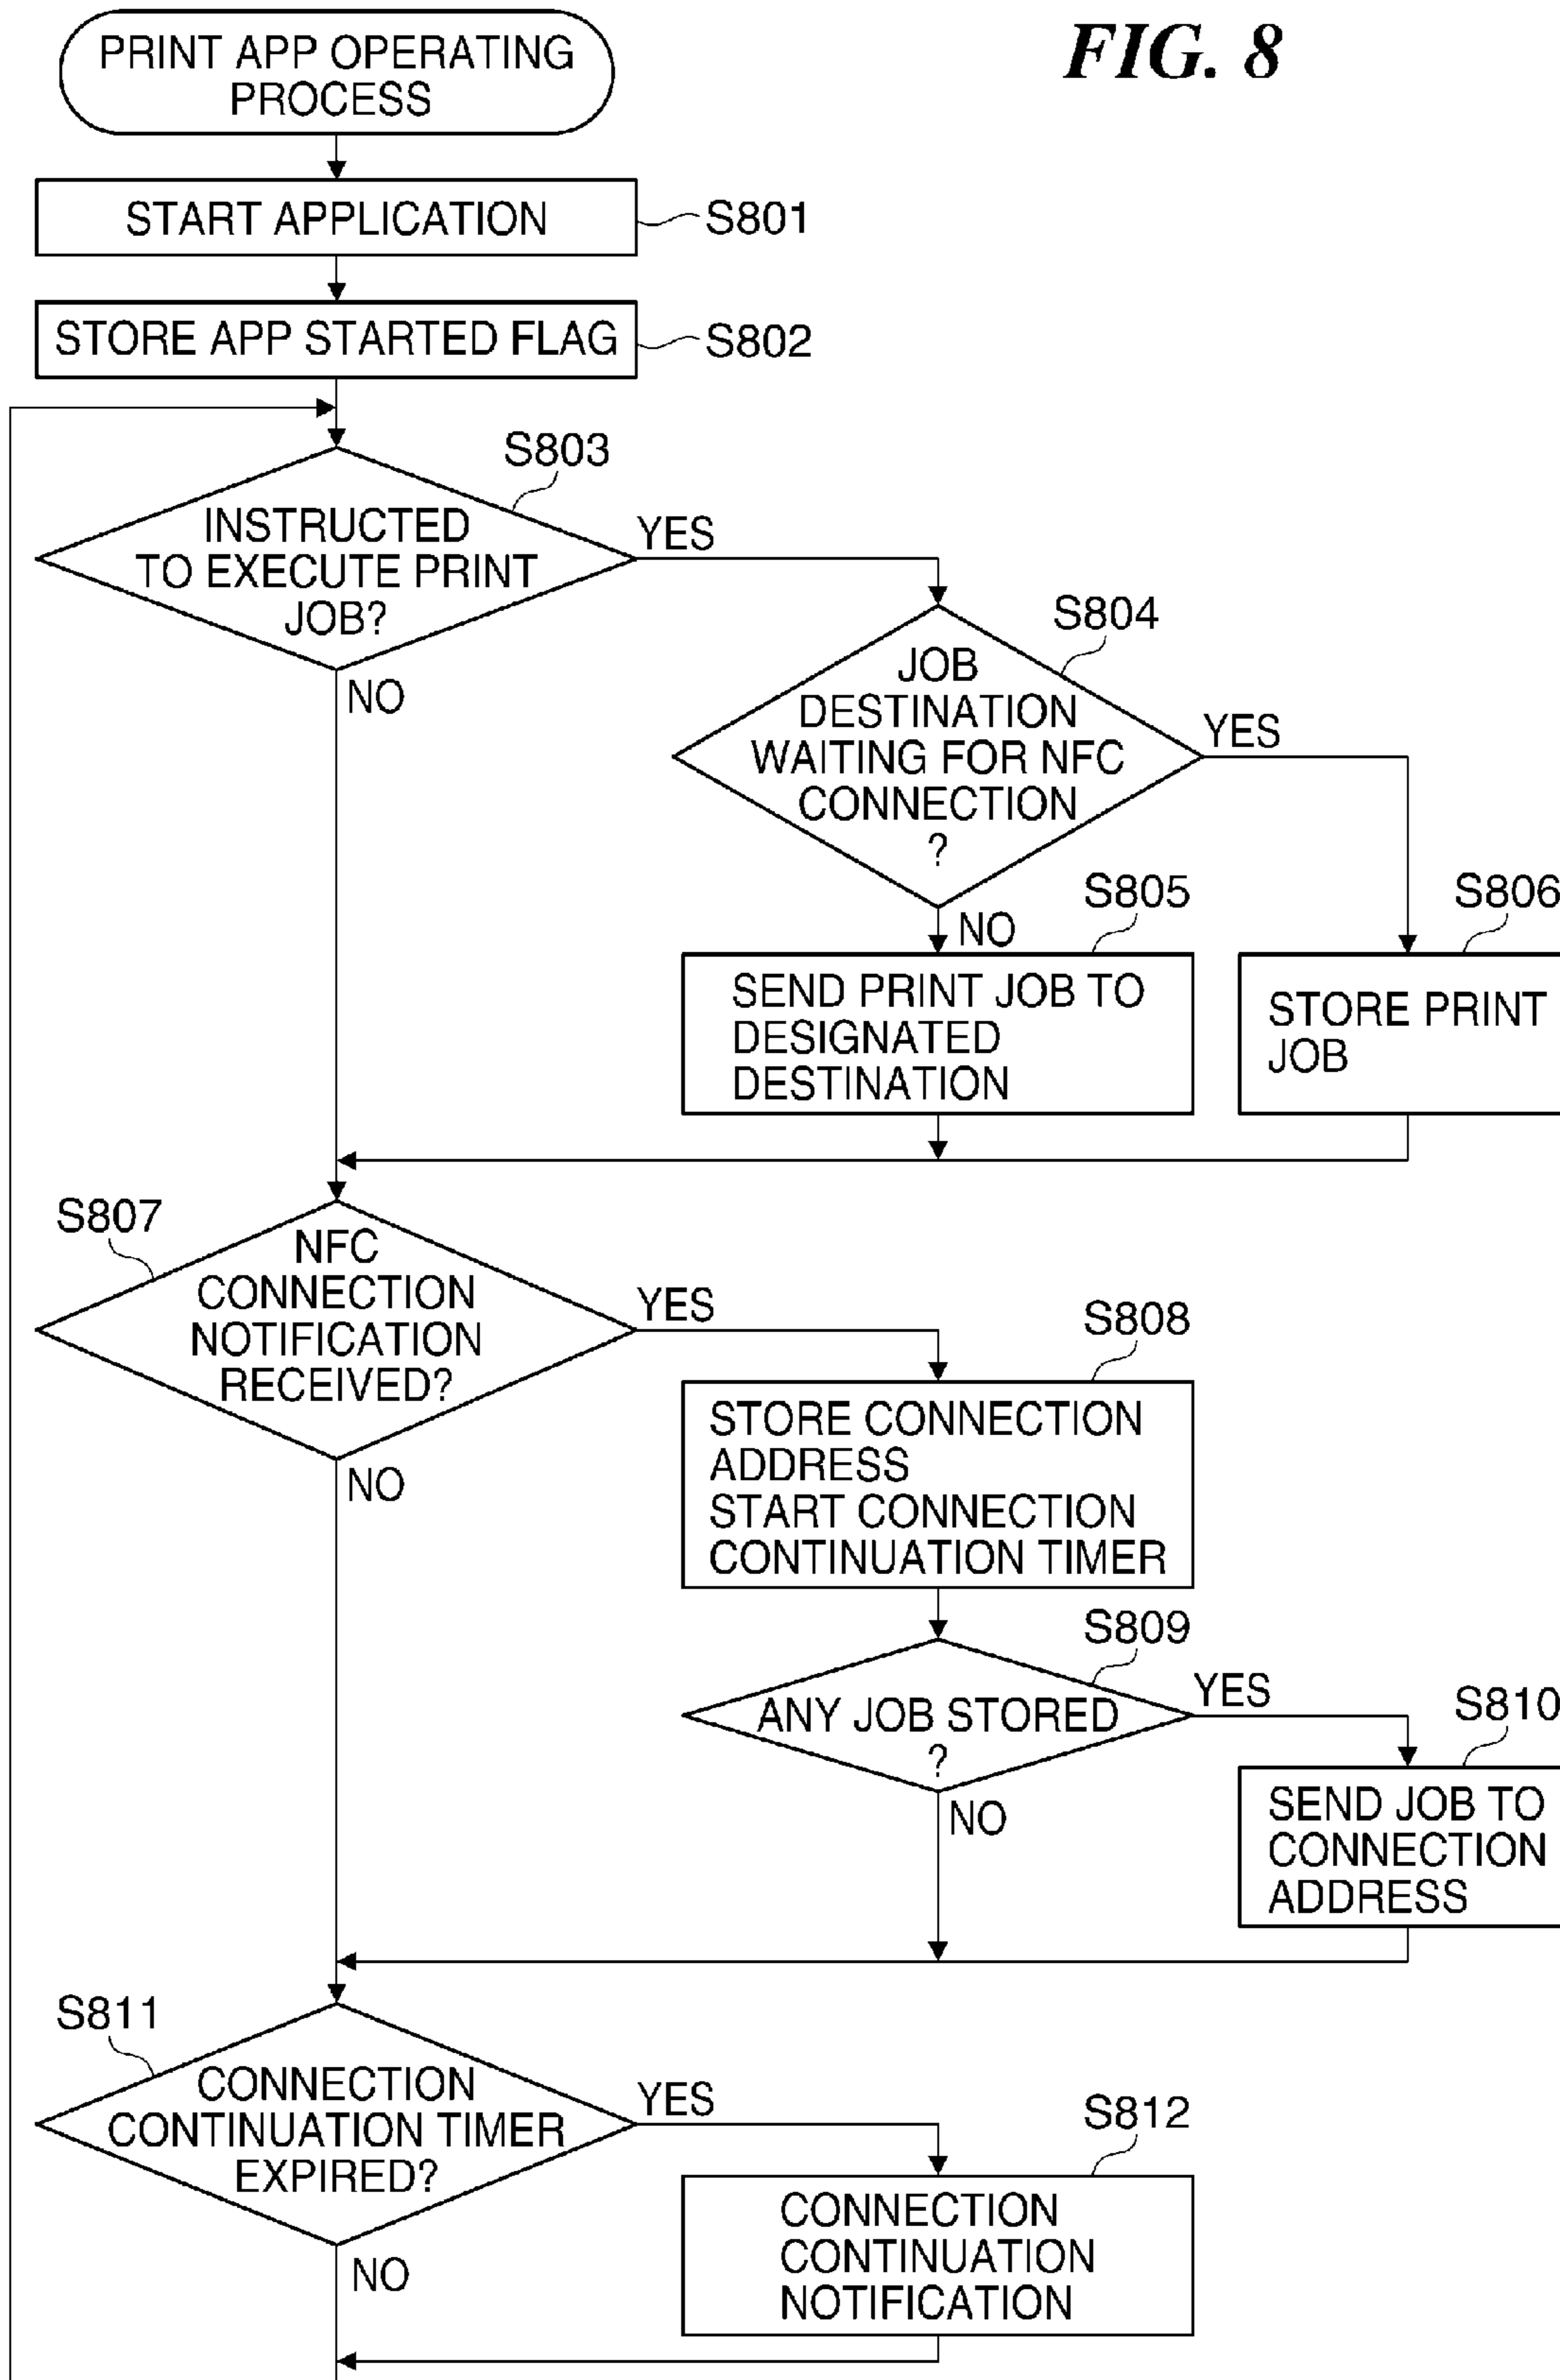 FIG. 8
PRINT APP OPERATING
PROCESS
START APPLICATION
S801
STORE APP STARTED FLAG
S802
S803
INSTRUCTED
TO EXECUTE PRINT
JOB?
YES
NO
S804
JOB
DESTINATION
WAITING FOR NFC
CONNECTION
?
YES
NO
S805
SEND PRINT JOB TO
DESIGNATED
DESTINATION
S806
STORE PRINT
JOB
S807
NFC
CONNECTION
NOTIFICATION
RECEIVED?
YES
NO
S808
STORE CONNECTION
ADDRESS
START CONNECTION
CONTINUATION TIMER
S809
ANY JOB STORED
?
YES
NO
S810
SEND JOB TO
CONNECTION
ADDRESS
S811
CONNECTION
CONTINUATION TIMER
EXPIRED?
YES
NO
S812
CONNECTION
CONTINUATION
NOTIFICATION